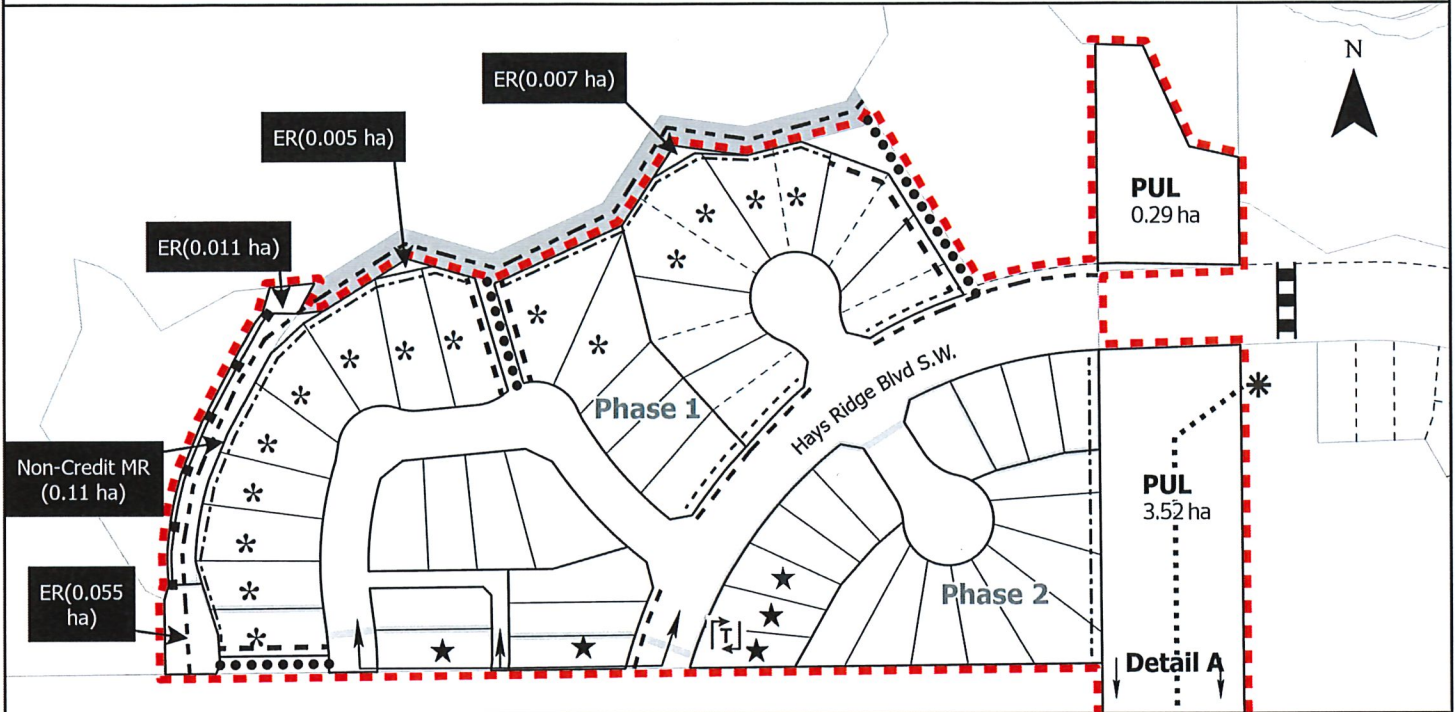 ER(0.007 ha)
N
ER(0.005 ha)
PUL
0.29 ha
ER(0.011 ha)
Hays Ridge Blvd S.W.
Phase 1
Non-Credit MR
(0.11 ha)
PUL
3.52 ha
ER(0.055
ha)
Phase 2
T
Detail A